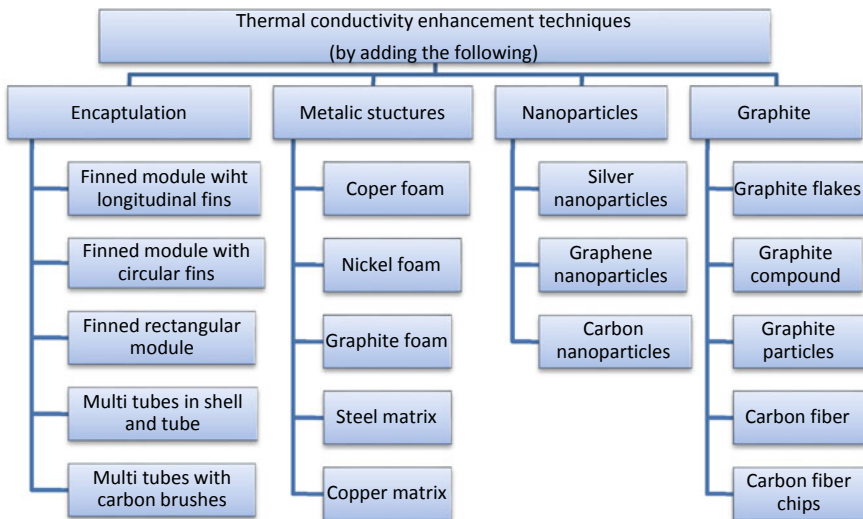 Thermal conductivity enhancement techniques
(by adding the following)
Encaptulation
Finned module wiht
longitudinal fins
Finned module with
circular fins
Finned rectangular
module
Multi tubes in shell
and tube
Multi tubes with
carbon brushes
Metalic stuctures
Coper foam
Nickel foam
Graphite foam
Steel matrix
Copper matrix
Nanoparticles
Silver
nanoparticles
Graphene
nanoparticles
Carbon
nanoparticles
Graphite
Graphite flakes
Graphite
compound
Graphite
particles
Carbon fiber
Carbon fiber
chips